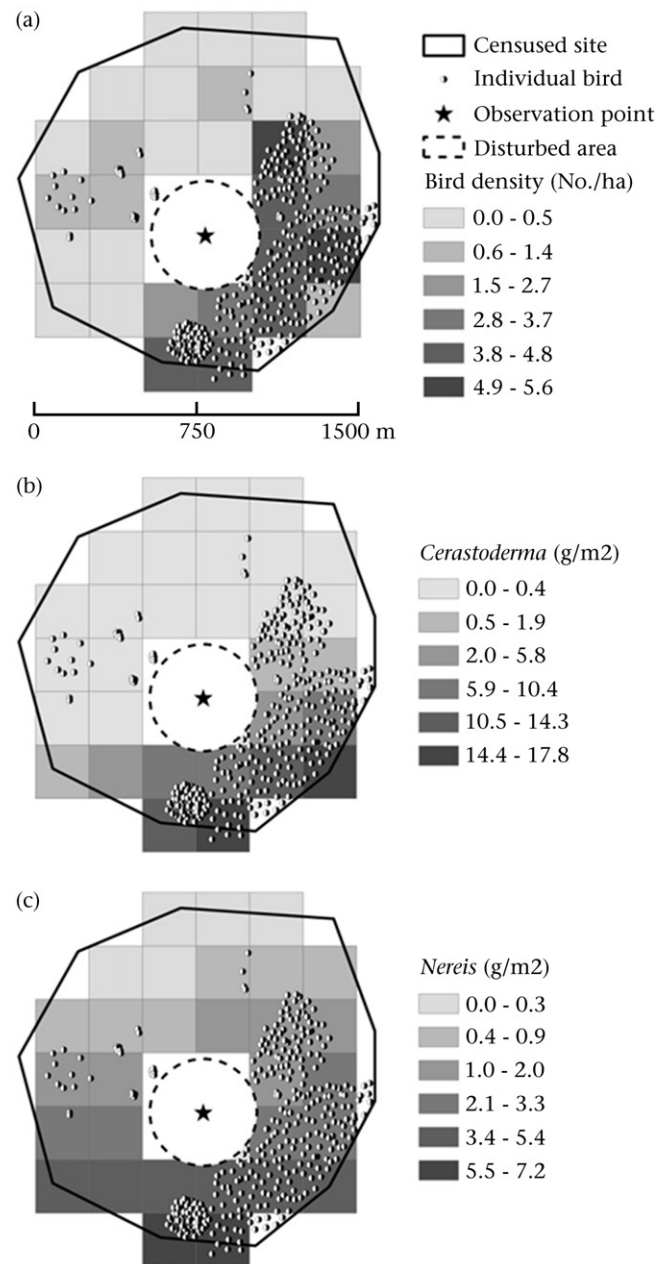 (a)
Censused site
Individual bird
Observation point
Disturbed area
Bird density (No./ha)
0.0 - 0.5
0.6 - 1.4
1.5 - 2.7
2.8 - 3.7
3.8 - 4.8
4.9 - 5.6
0 750 1500 m
(b)
Cerastoderma (g/m2)
0.0 - 0.4
0.5 - 1.9
2.0 - 5.8
5.9 - 10.4
10.5 - 14.3
14.4 - 17.8
(c)
Nereis (g/m2)
0.0 - 0.3
0.4 - 0.9
1.0 - 2.0
2.1 - 3.3
3.4 - 5.4
5.5 - 7.2